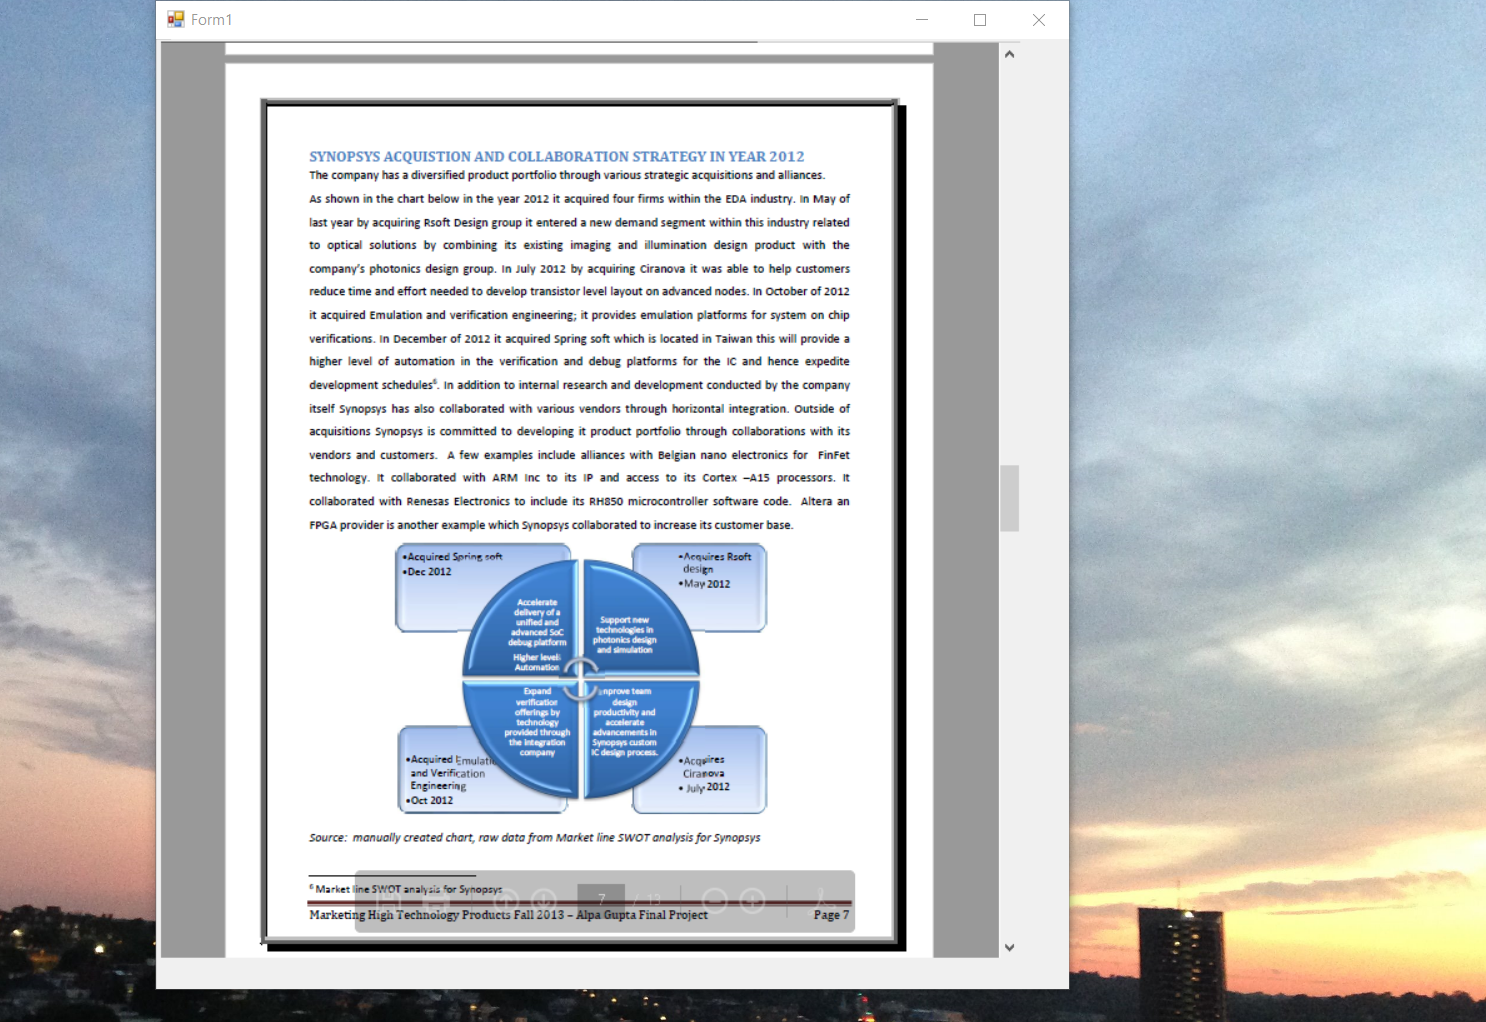 Form1
SYNOPSYS ACQUISTION AND COLLABORATION STRATEGY IN YEAR 2012
The company has a diversified product portfolio through various strategic acquisitions and alliances.
As shown in the chart below in the year 2012 it acquired four firms within the EDA industry. In May of
last year by acquiring Rsoft Design group it entered a new demand segment within this industry related
to optical solutions by combining its existing imaging and illumination design product with the
company's photonics design group. In July 2012 by acquiring Ciranova it was able to help customers
reduce time and effort needed to develop transistor level layout on advanced nodes. In October of 2012
it acquired Emulation and verification engineering; it provides emulation platforms for system on chip
verifications. In December of 2012 it acquired Spring soft which is located in Taiwan this will provide a
higher level of automation in the verification and debug platforms for the IC and hence expedite
development schedules⁶. In addition to internal research and development conducted by the company
itself Synopsys has also collaborated with various vendors through horizontal integration. Outside of
acquisitions Synopsys is committed to developing it product portfolio through collaborations with its
vendors and customers. A few examples include alliances with Belgian nano electronics for FinFet
technology. It collaborated with ARM Inc to its IP and access to its Cortex –A15 processors. It
collaborated with Renesas Electronics to include its RH850 microcontroller software code. Altera an
FPGA provider is another example which Synopsys collaborated to increase its customer base.
•Acquired Spring soft
•Dec 2012
•Acquires Rsoft
design
•May 2012
Accelerate
delivery of a
unified and
advanced SoC
debug platform
Higher level
Automation
Support new
technologies in
photonics design
and simulation
Expand
verification
offerings by
technology
provided through
the integration
company
nprove team
design
productivity and
accelerate
advancements in
Synopsys custom
IC design process.
•Acquired Emulati
and Verification
Engineering
•Oct 2012
•Acquires
Ciranova
• July 2012
Source: manually created chart, raw data from Market line SWOT analysis for Synopsys
⁶ Market line SWOT analysis for Synopsys
7 / 13
Marketing High Technology Products Fall 2013 – Alpa Gupta Final Project Page 7